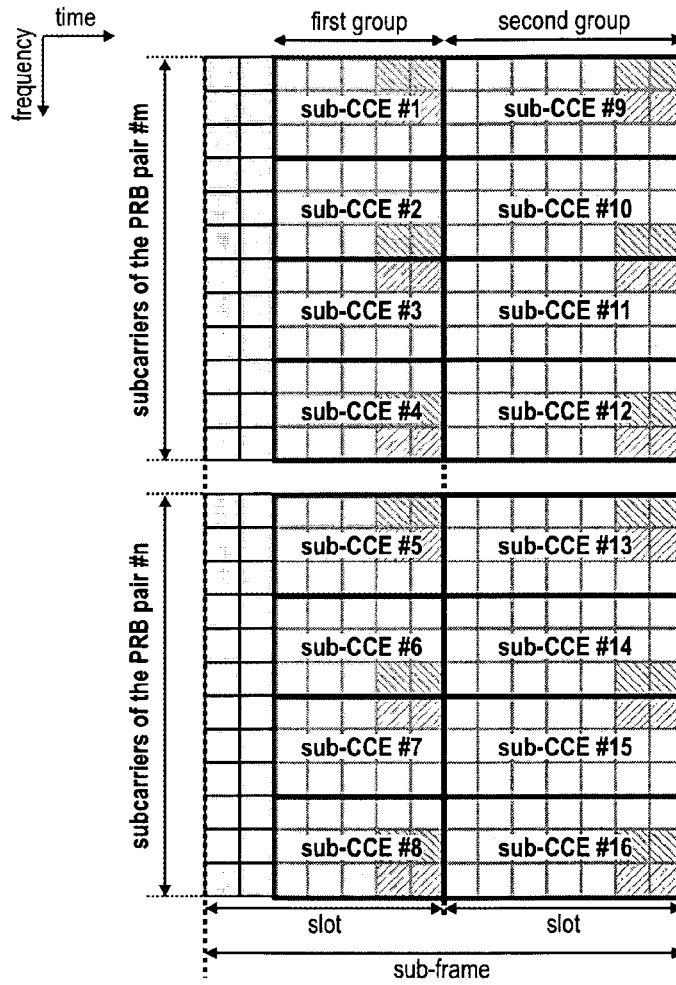 time
frequency
first group
second group
subcarriers of the PRB pair #m
sub-CCE #1
sub-CCE #9
sub-CCE #2
sub-CCE #10
sub-CCE #3
sub-CCE #11
sub-CCE #4
sub-CCE #12
subcarriers of the PRB pair #n
sub-CCE #5
sub-CCE #13
sub-CCE #6
sub-CCE #14
sub-CCE #7
sub-CCE #15
sub-CCE #8
sub-CCE #16
slot
slot
sub-frame